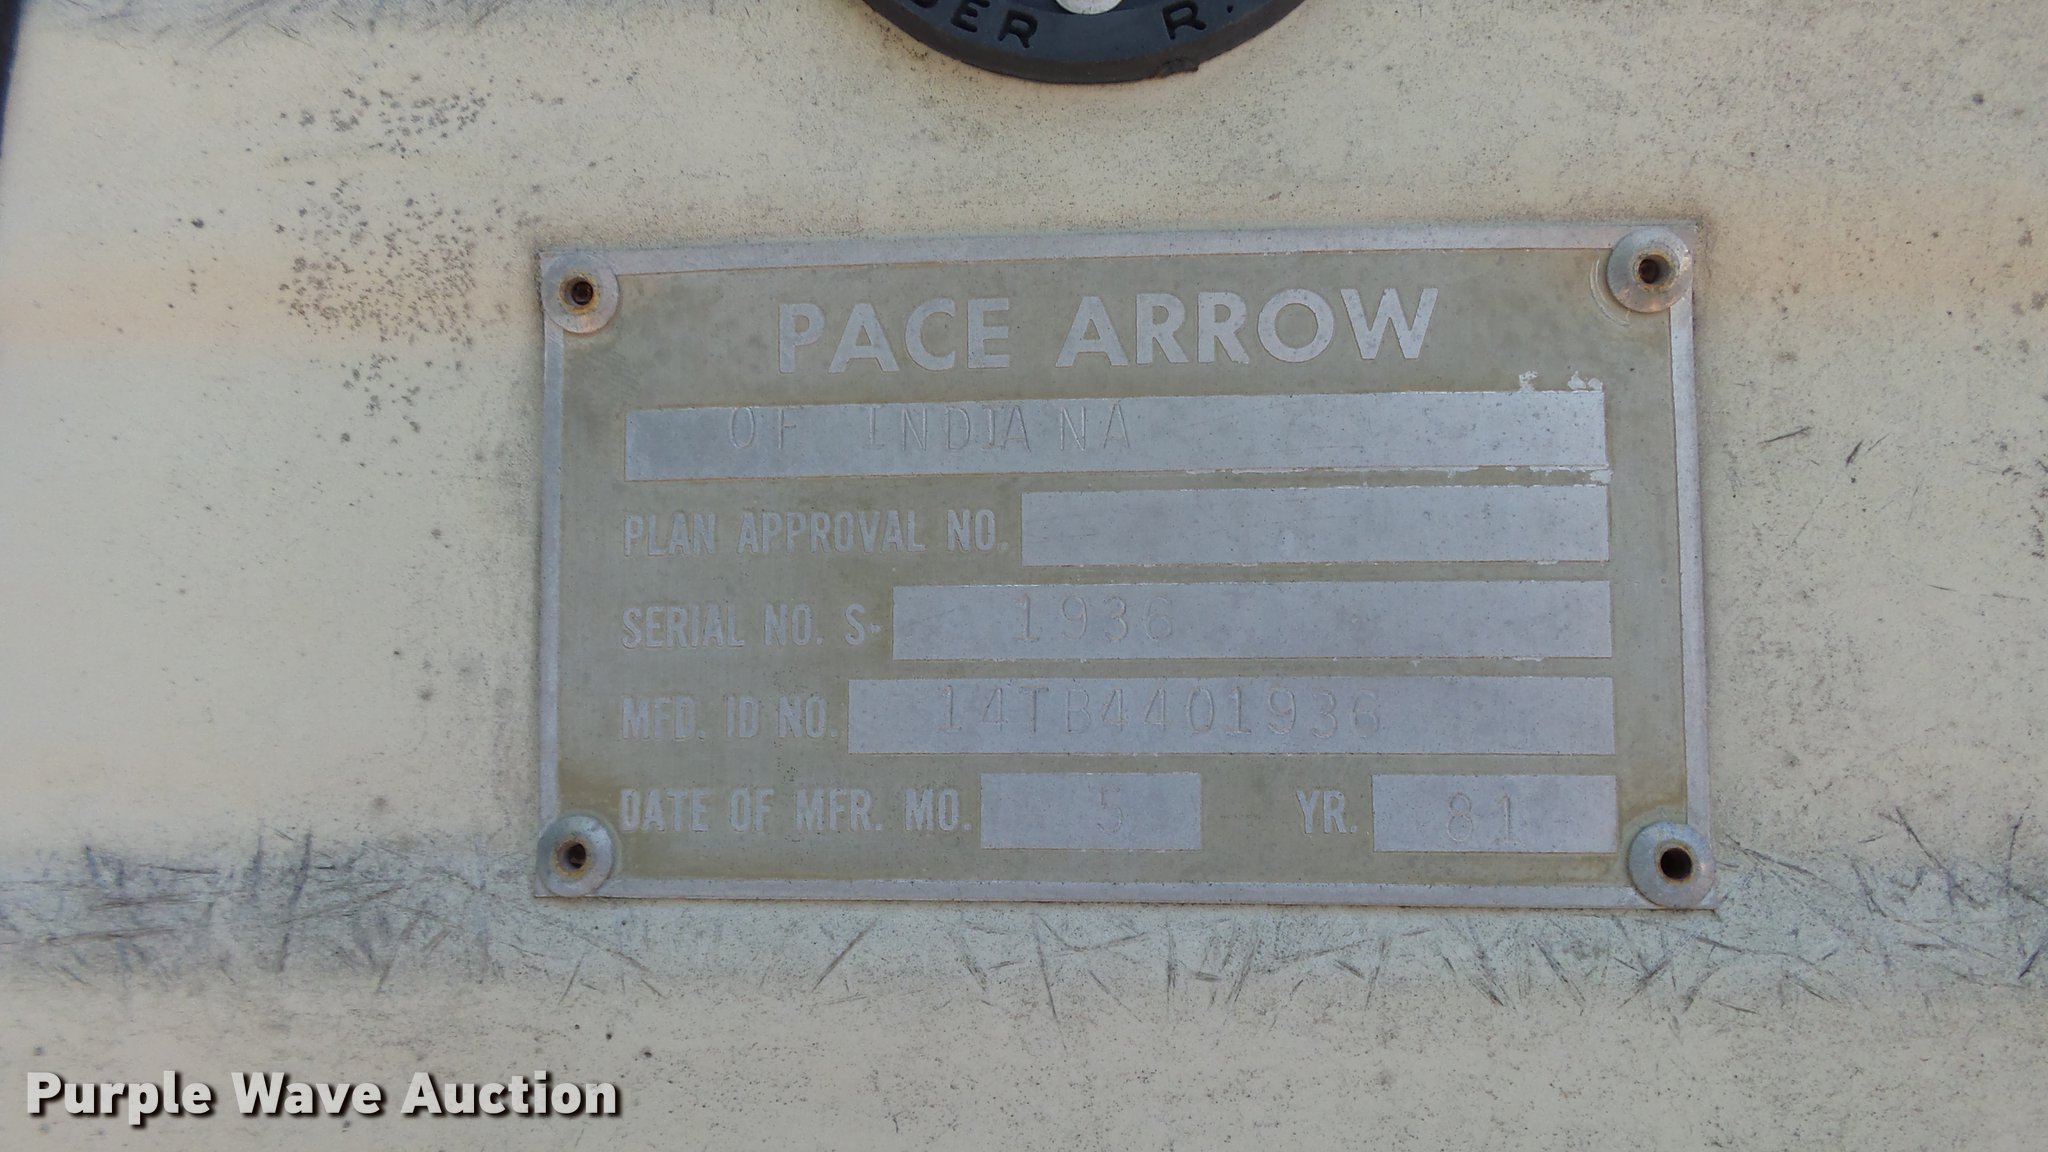 DER R.
PACE ARROW
OF INDIANA
PLAN APPROVAL NO.
SERIAL NO. S- 1936
MFD. ID NO. 14TB4401936
DATE OF MFR. MO. 5 YR. 81
Purple Wave Auction